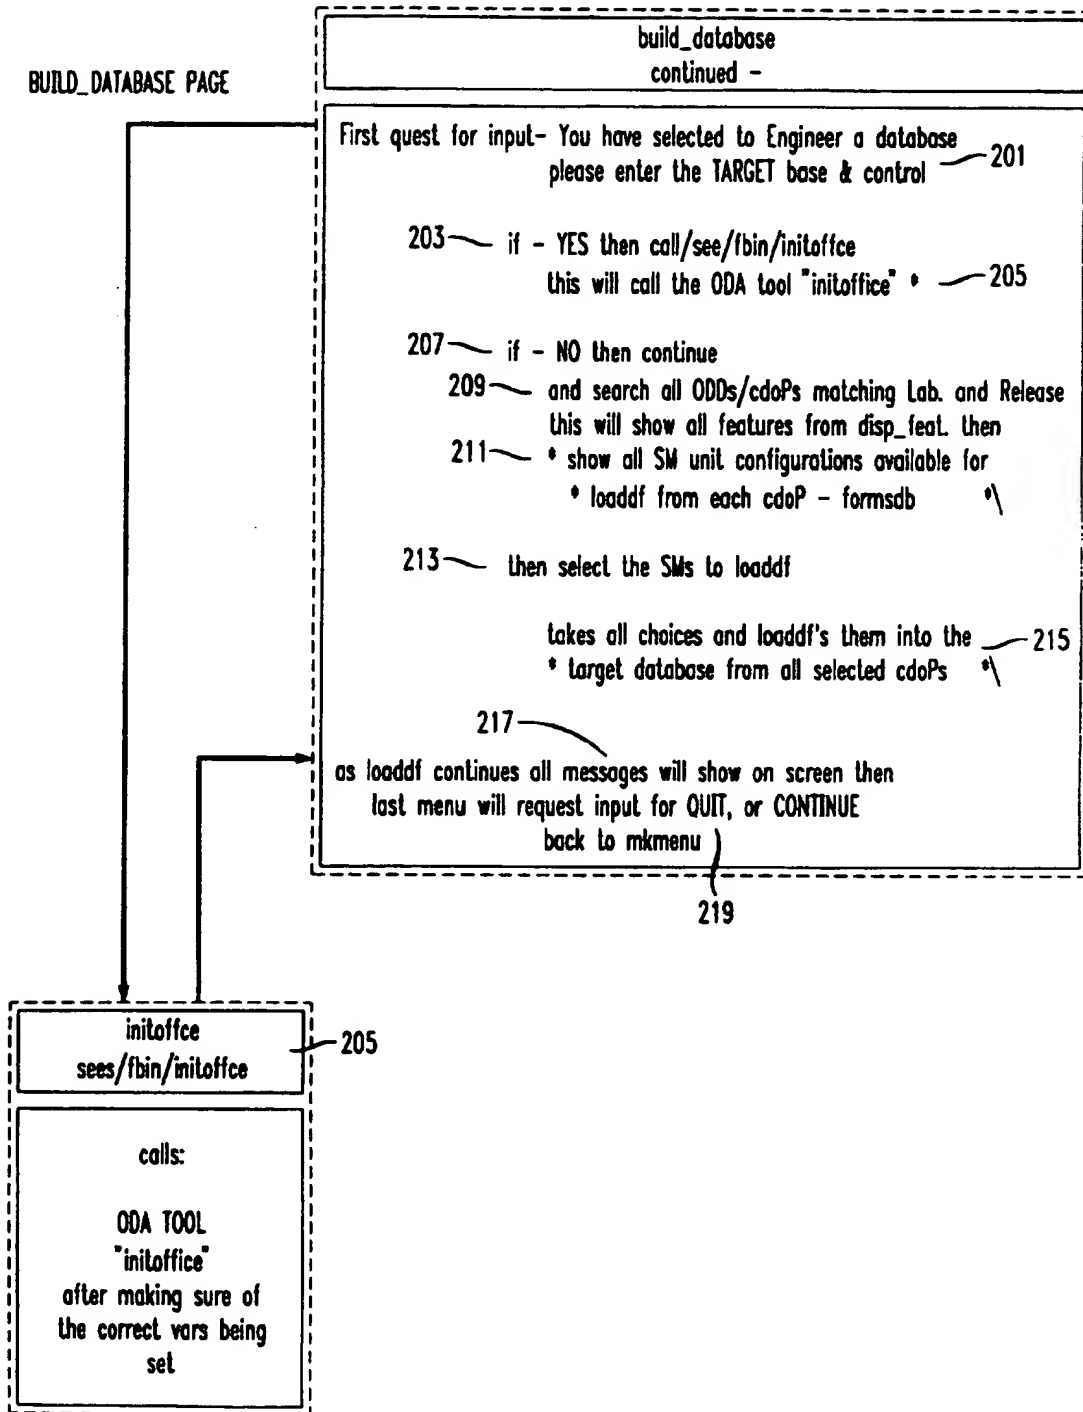 BUILD_DATABASE PAGE
build_database
continued -
First quest for input- You have selected to Engineer a database
please enter the TARGET base & control
201
203
if - YES then call/see/fbin/initoffce
this will call the ODA tool "initoffice" *
205
207
if - NO then continue
209
and search all ODDs/cdoPs matching Lab. and Release
this will show all features from disp_feat. then
211
* show all SM unit configurations available for
* loaddf from each cdoP - formsdb *\
213
then select the SMs to loaddf
takes all choices and loaddf's them into the
215
* target database from all selected cdoPs *\
217
as loaddf continues all messages will show on screen then
last menu will request input for QUIT, or CONTINUE
back to mkmenu
219
initoffce
sees/fbin/initoffce
205
calls:
ODA TOOL
"initoffice"
after making sure of
the correct vars being
set